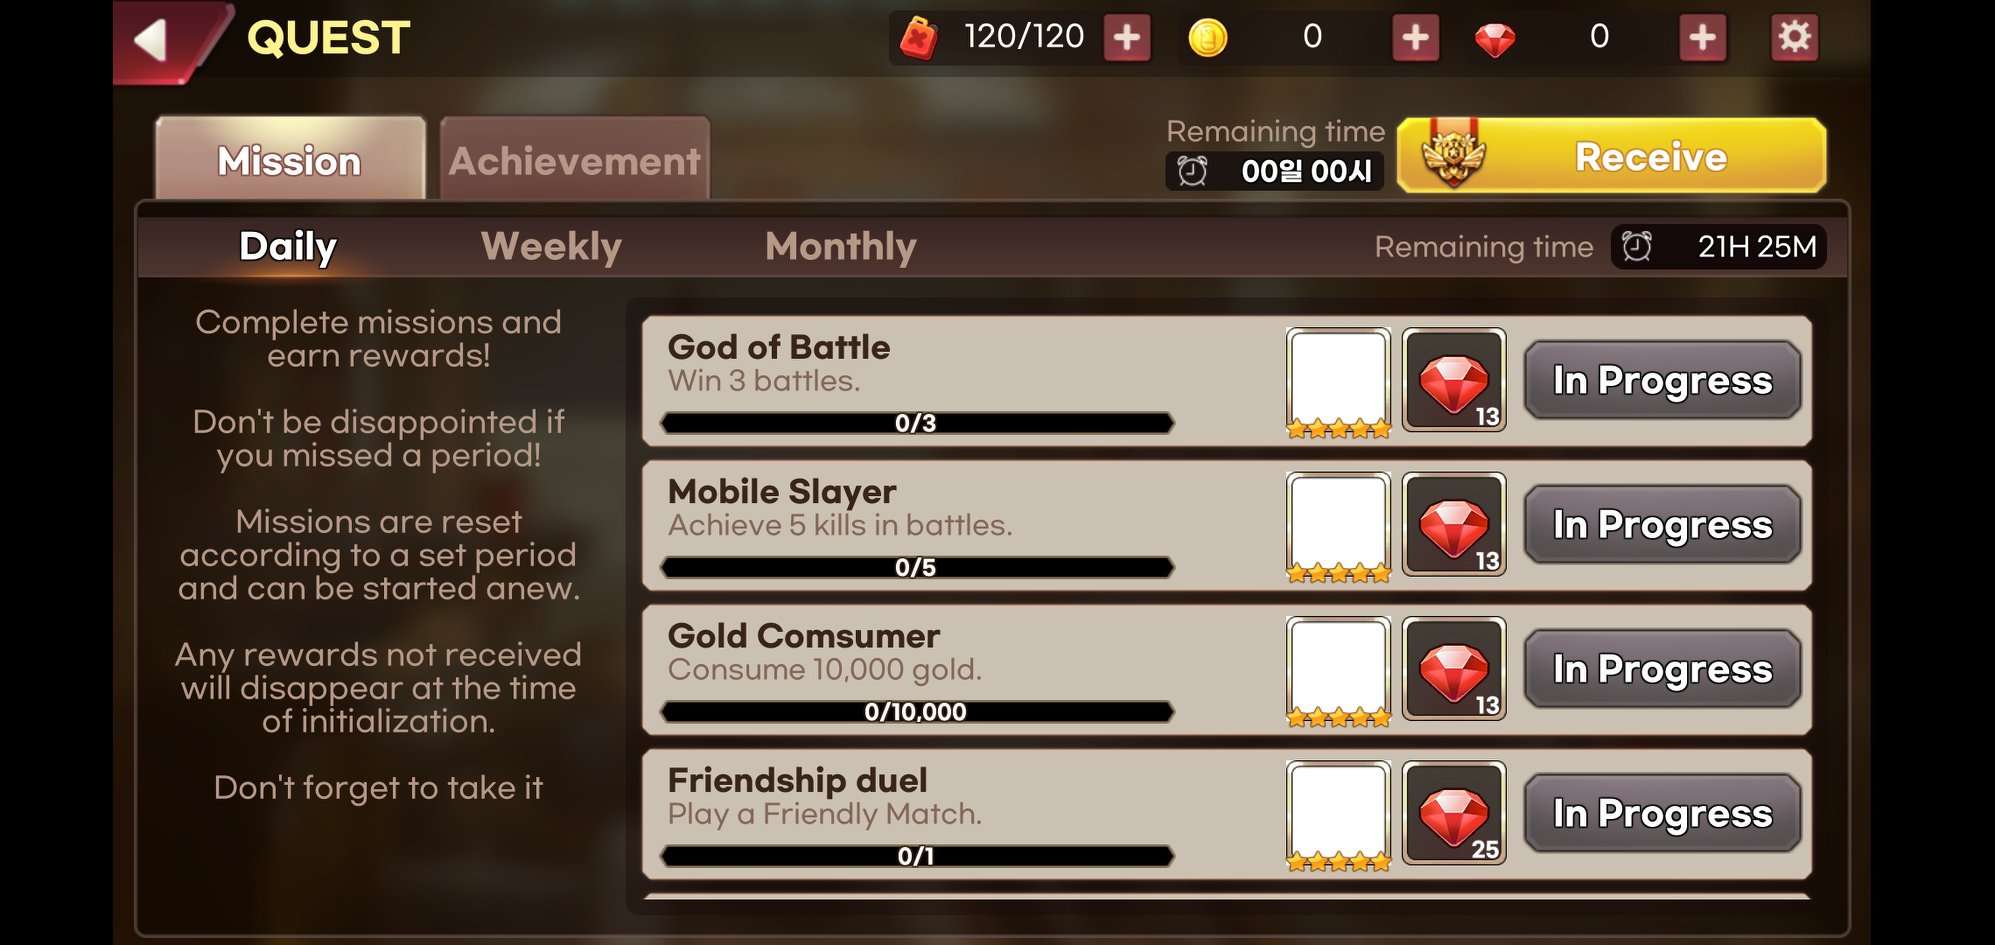 QUEST
120/120
0
0
Mission
Achievement
Remaining time
00일 00시
Receive
Daily
Weekly
Monthly
Remaining time
21H 25M
Complete missions and
earn rewards!
Don't be disappointed if
you missed a period!
Missions are reset
according to a set period
and can be started anew.
Any rewards not received
will disappear at the time
of initialization.
Don't forget to take it
God of Battle
Win 3 battles.
0/3
13
In Progress
Mobile Slayer
Achieve 5 kills in battles.
0/5
13
In Progress
Gold Comsumer
Consume 10,000 gold.
0/10,000
13
In Progress
Friendship duel
Play a Friendly Match.
0/1
25
In Progress